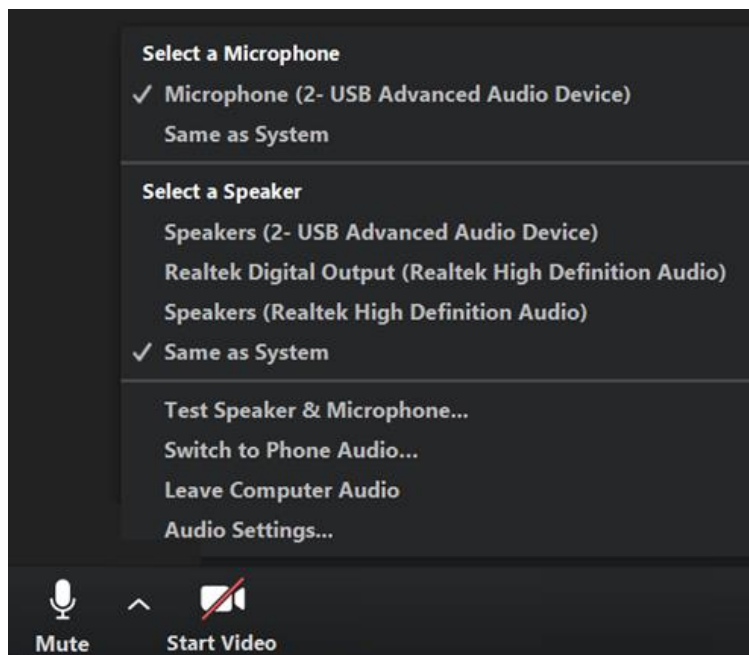 Select a Microphone
Microphone (2- USB Advanced Audio Device)
Same as System
Select a Speaker
Speakers (2- USB Advanced Audio Device)
Realtek Digital Output (Realtek High Definition Audio)
Speakers (Realtek High Definition Audio)
Same as System
Test Speaker & Microphone...
Switch to Phone Audio...
Leave Computer Audio
Audio Settings...
Mute
Start Video